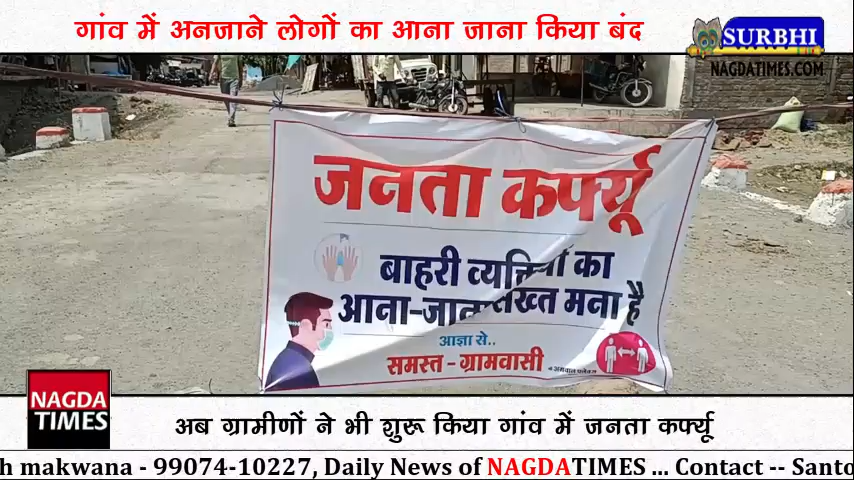 गांव में अनजाने लोगों का आना जाना किया बंद
SURBHI
NAGDATIMES.COM
जनता कर्फ्यू
बाहरी व्यक्तियों का
आना-जाना सख्त मना है
आज्ञा से..
समस्त - ग्रामवासी
NAGDA
TIMES
अब ग्रामीणों ने भी शुरू किया गांव में जनता कर्फ्यू
h makwana - 99074-10227, Daily News of NAGDATIMES ... Contact -- Santo